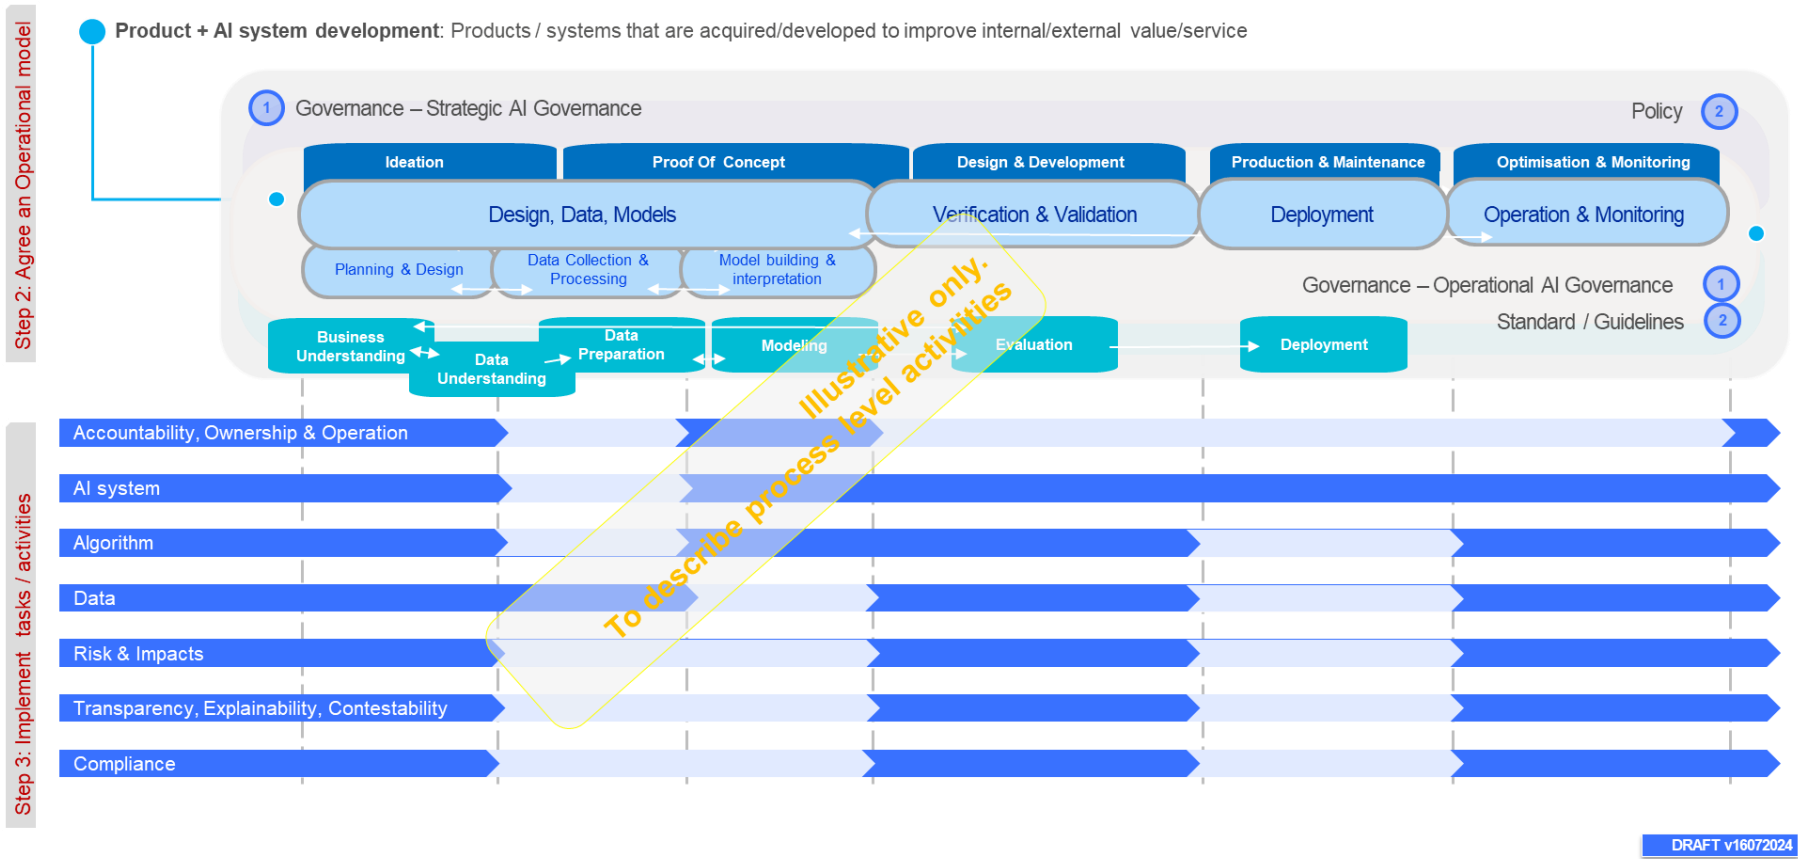 Step 2: Agree an Operational model
Product + AI system development: Products / systems that are acquired/developed to improve internal/external value/service
1 Governance – Strategic AI Governance
Policy 2
Ideation
Proof Of Concept
Design & Development
Production & Maintenance
Optimisation & Monitoring
Design, Data, Models
Verification & Validation
Deployment
Operation & Monitoring
Planning & Design
Data Collection &
Processing
Model building &
interpretation
Governance – Operational AI Governance 1
Standard / Guidelines 2
Business
Understanding
Data
Understanding
Data
Preparation
Modeling
Evaluation
Deployment
Illustrative only.
To describe process level activities
Step 3: Implement tasks / activities
Accountability, Ownership & Operation
AI system
Algorithm
Data
Risk & Impacts
Transparency, Explainability, Contestability
Compliance
DRAFT v16072024